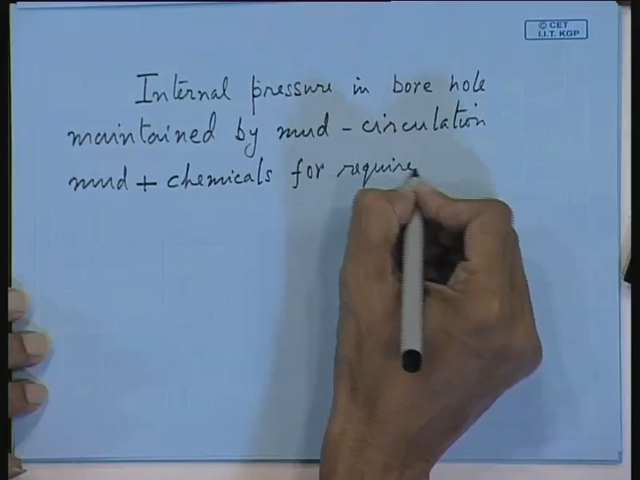 © CET
I.I.T. KGP
Internal pressure in bore hole
maintained by mud - circulation
mud + chemicals for require